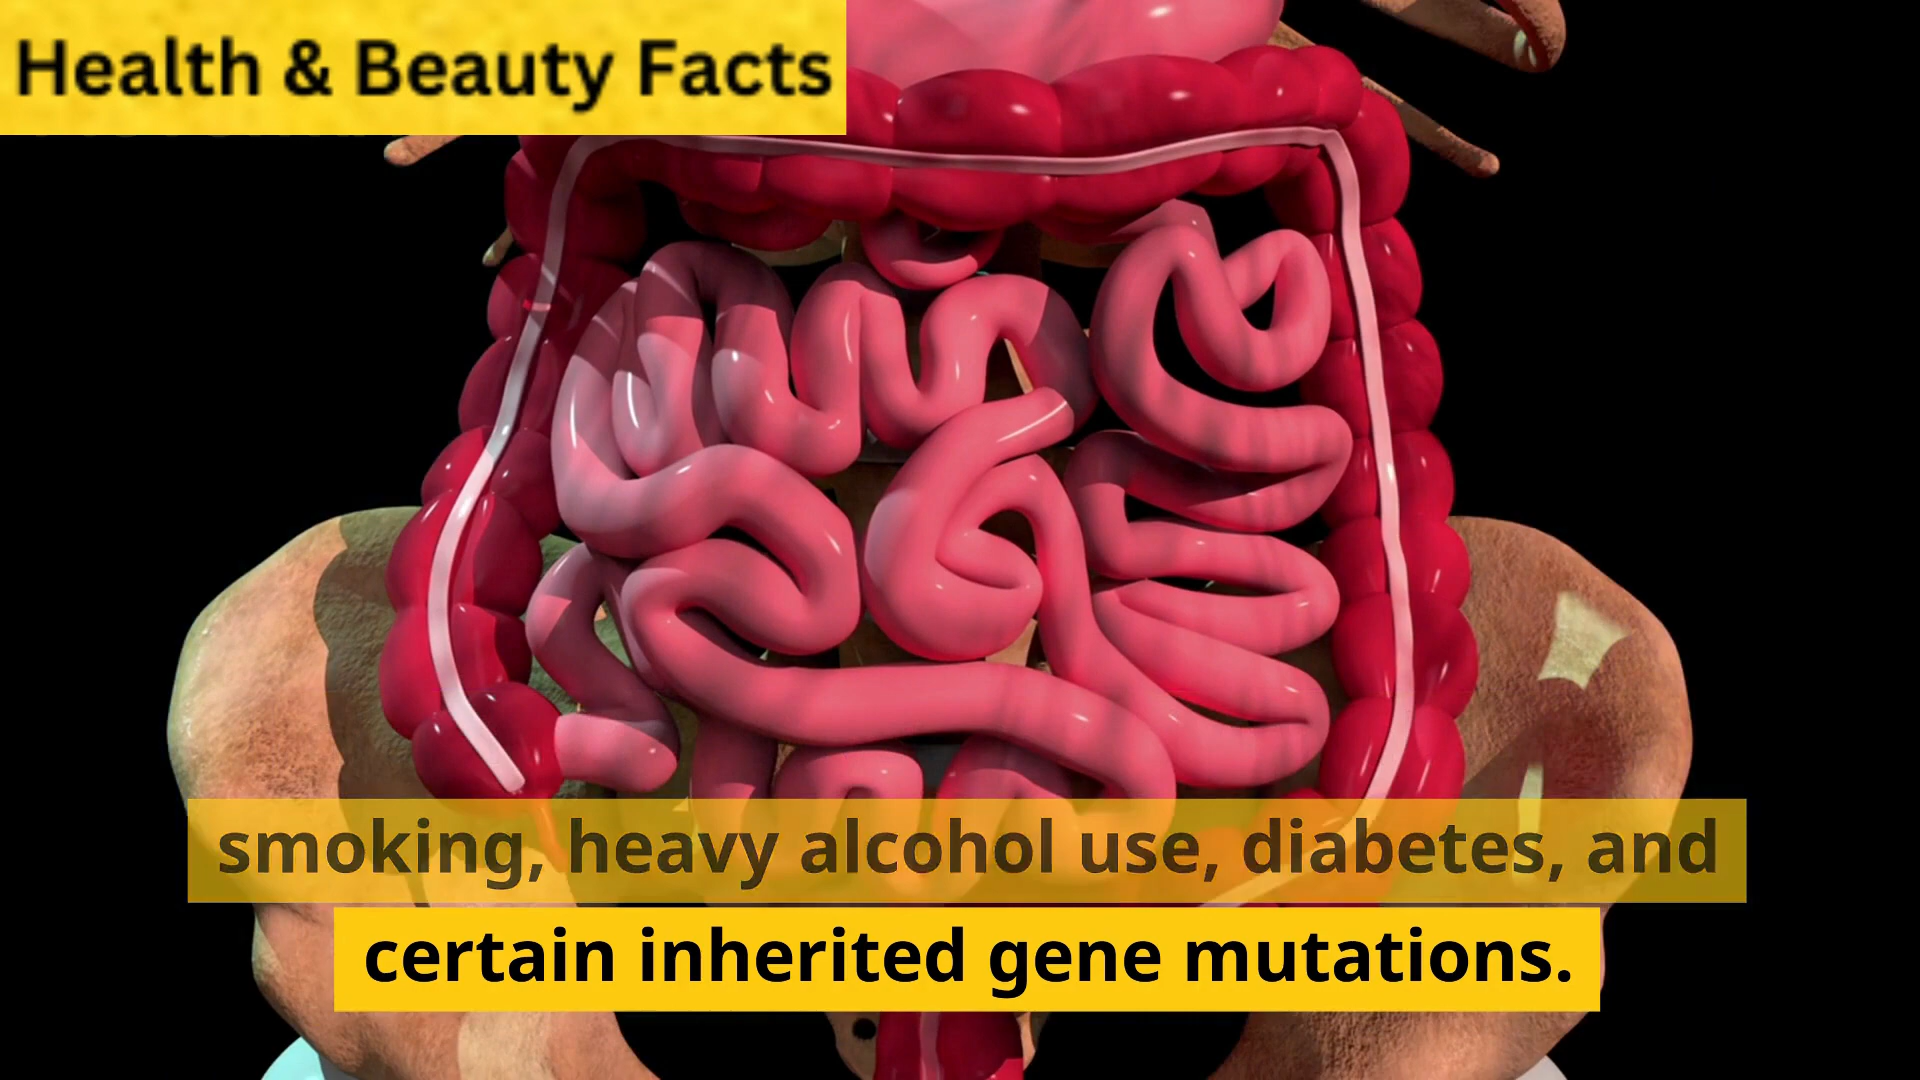 Health & Beauty Facts
smoking, heavy alcohol use, diabetes, and
certain inherited gene mutations.